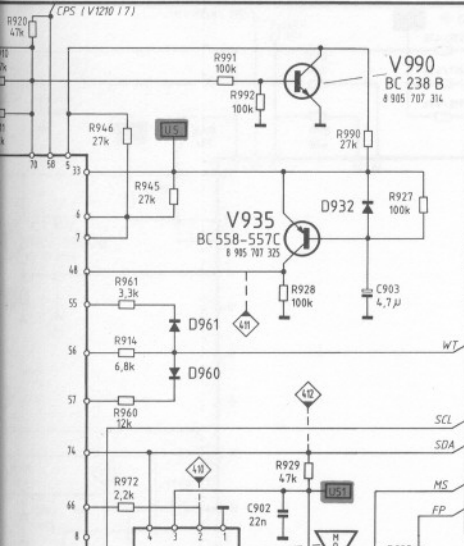 CPS (V1210 / 7)
R920
47k
R991
100k
V990
BC 238 B
8 905 707 314
R992
100k
R946
27k
US
R990
27k
70
58
5
33
R945
27k
D932
R927
100k
6
V935
BC 558-557C
8 905 707 325
7
48
R961
3,3k
R928
100k
C903
4,7µ
55
D961
411
R914
WT
56
6,8k
D960
57
R960
12k
412
SCL
74
SDA
410
R929
47k
R972
2,2k
US1
MS
C902
22n
66
FP
4
3
2
1
8
M